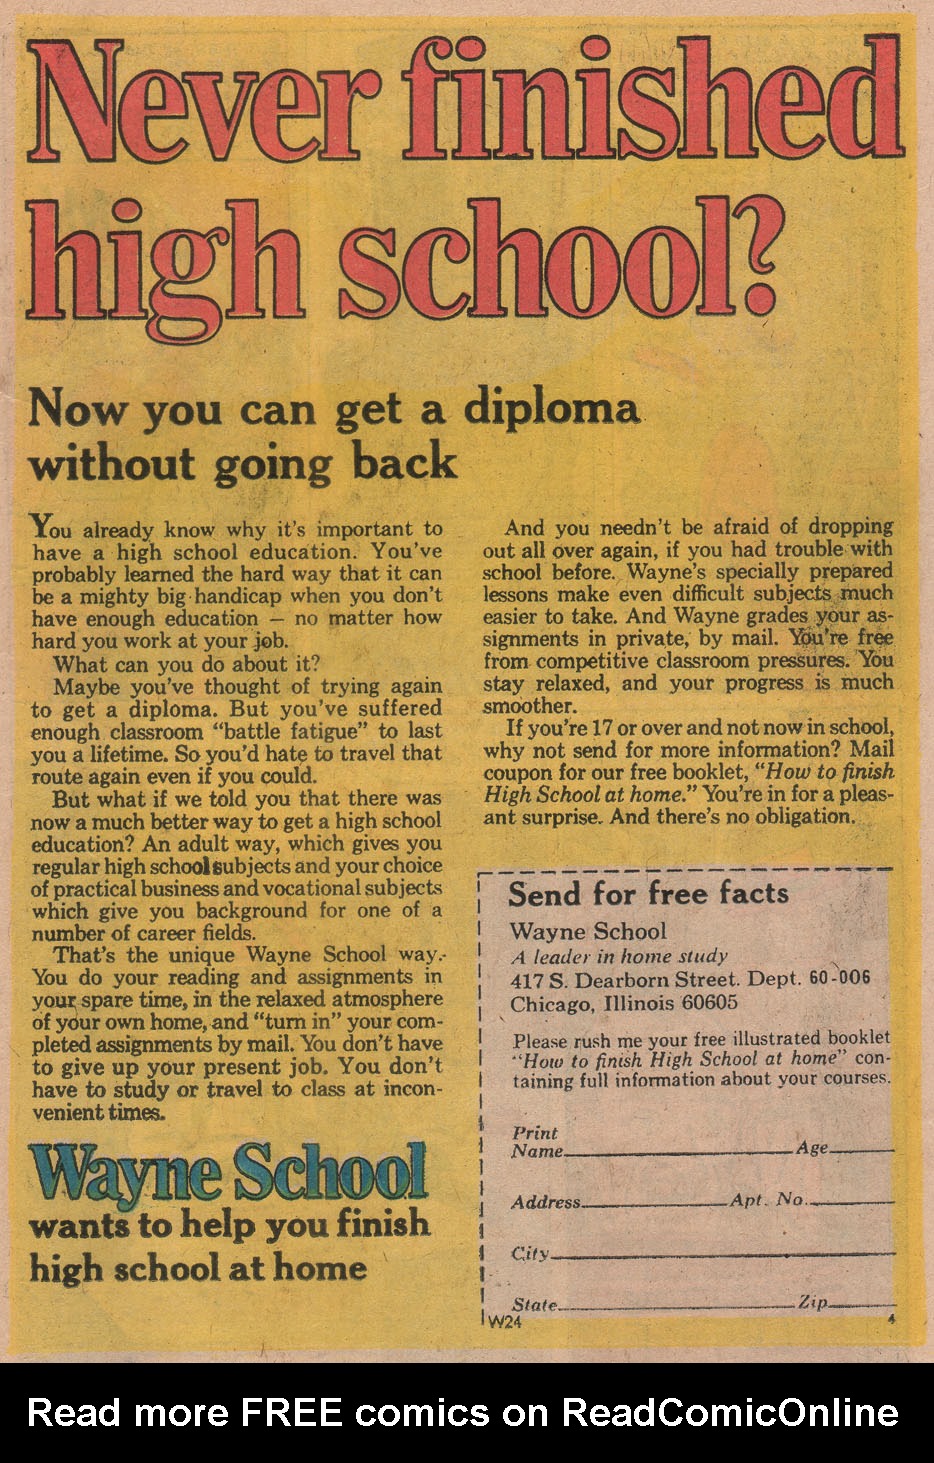 Never finished
high school?
Now you can get a diploma
without going back
You already know why it's important to
have a high school education. You've
probably learned the hard way that it can
be a mighty big handicap when you don't
have enough education — no matter how
hard you work at your job.
What can you do about it?
Maybe you've thought of trying again
to get a diploma. But you've suffered
enough classroom "battle fatigue" to last
you a lifetime. So you'd hate to travel that
route again even if you could.
But what if we told you that there was
now a much better way to get a high school
education? An adult way, which gives you
regular high school subjects and your choice
of practical business and vocational subjects
which give you background for one of a
number of career fields.
That's the unique Wayne School way.
You do your reading and assignments in
your spare time, in the relaxed atmosphere
of your own home, and "turn in" your com-
pleted assignments by mail. You don't have
to give up your present job. You don't
have to study or travel to class at incon-
venient times.
Wayne School
wants to help you finish
high school at home
And you needn't be afraid of dropping
out all over again, if you had trouble with
school before. Wayne's specially prepared
lessons make even difficult subjects much
easier to take. And Wayne grades your as-
signments in private, by mail. You're free
from competitive classroom pressures. You
stay relaxed, and your progress is much
smoother.
If you're 17 or over and not now in school,
why not send for more information? Mail
coupon for our free booklet, "How to finish
High School at home." You're in for a pleas-
ant surprise. And there's no obligation.
Send for free facts
Wayne School
A leader in home study
417 S. Dearborn Street. Dept. 60-006
Chicago, Illinois 60605
Please rush me your free illustrated booklet
"How to finish High School at home" con-
taining full information about your courses.
Print
Name Age
Address Apt. No.
City
State Zip
W24 4
Read more FREE comics on ReadComicOnline